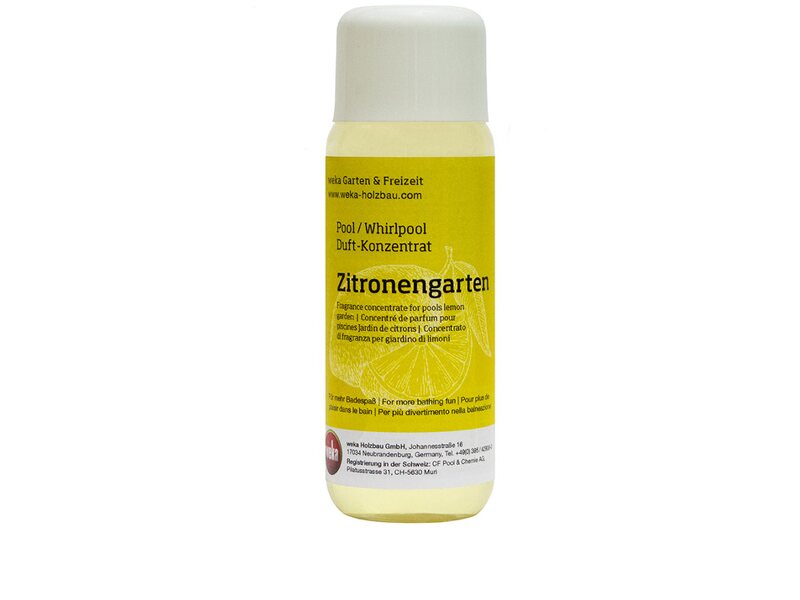 weka Garten & Freizeit
www.weka-holzbau.com
Pool / Whirlpool
Duft-Konzentrat
Zitronengarten
Fragrance concentrate for pools lemon
garden | Concentré de parfum pour
piscines Jardin de citrons | Concentrato
di fragranza per giardino di limoni
Für mehr Badespaß | For more bathing fun | Pour plus de
plaisir dans le bain | Per più divertimento nella balneazione
weka
weka Holzbau GmbH, Johannesstraße 16
17034 Neubrandenburg, Germany, Tel. +49(0) 395 /
Registrierung in der Schweiz: CF Pool & Chemie AG,
Pilatusstrasse 31, CH-5630 Muri